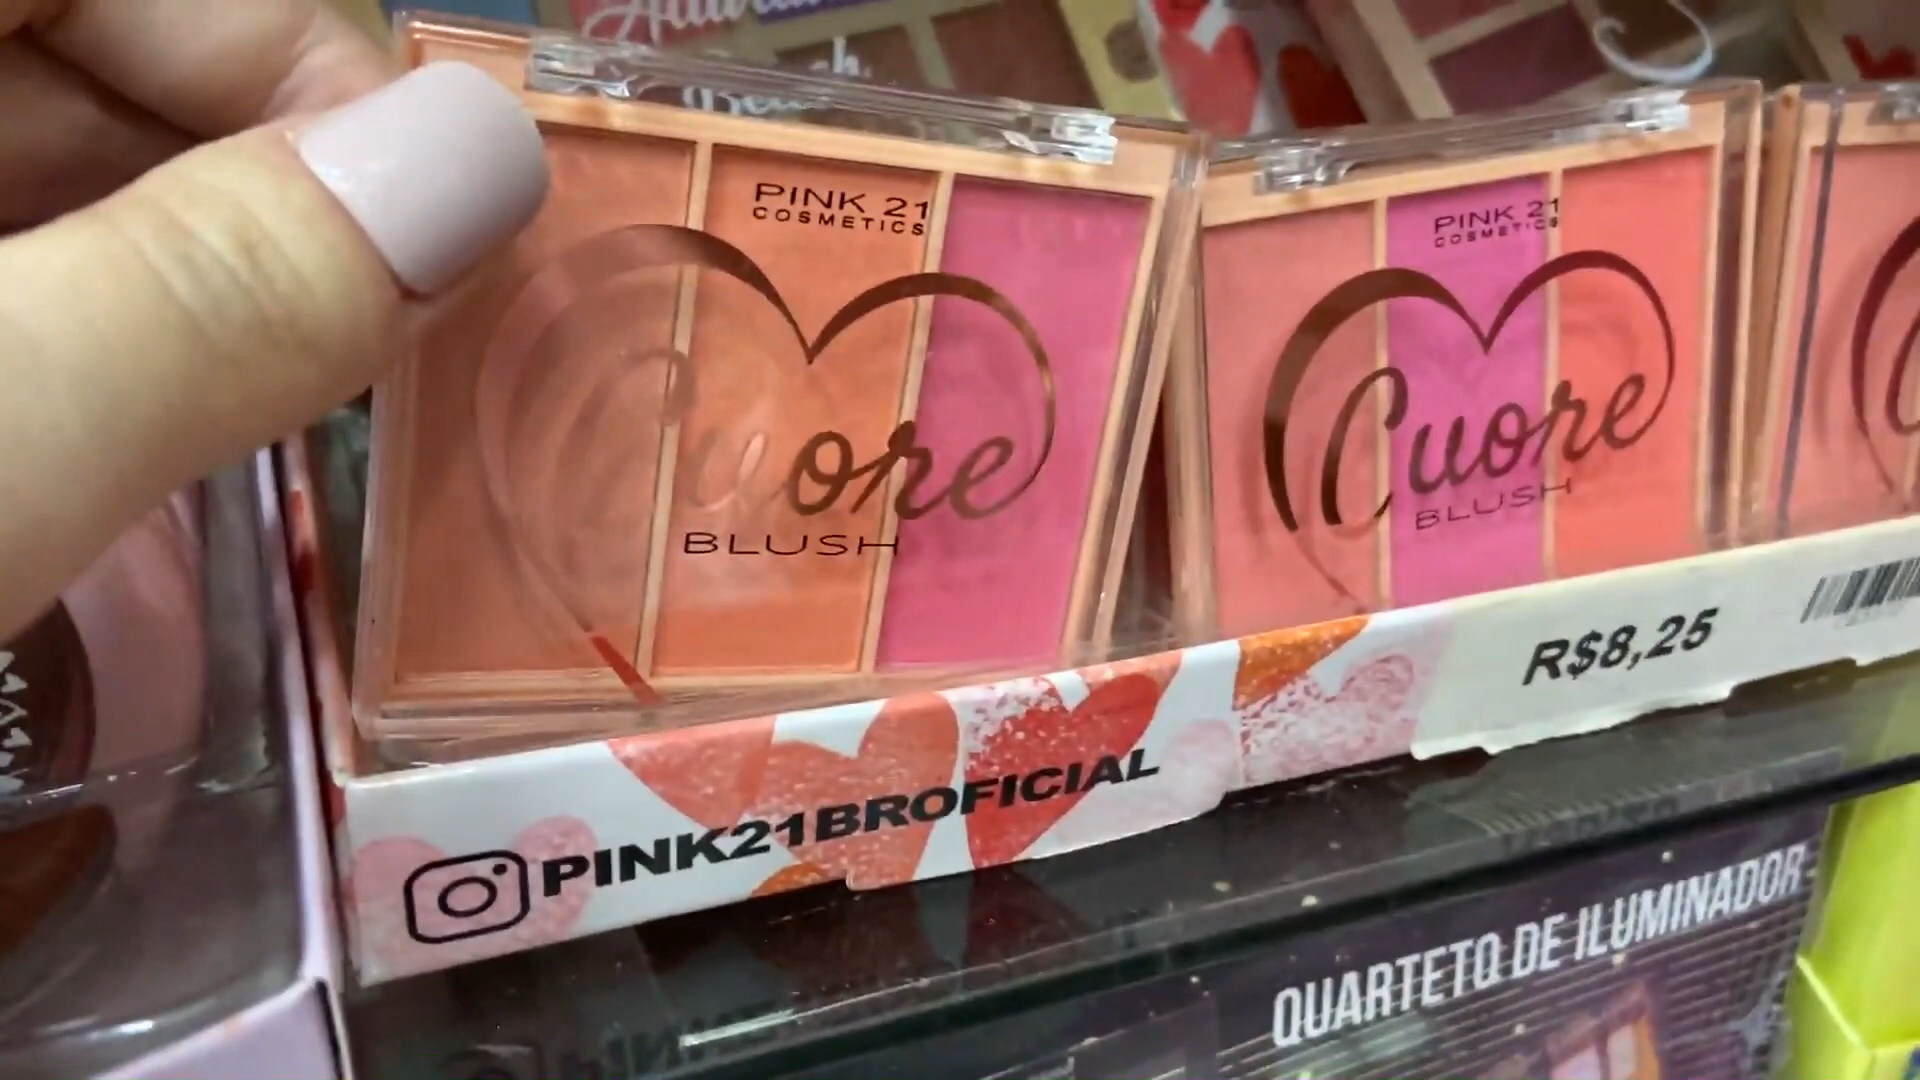 PINK 21
COSMETICS
Cuore
BLUSH
PINK 21
COSMETICS
Cuore
BLUSH
R$8,25
PINK21BROFICIAL
QUARTETO DE ILUMINADOR